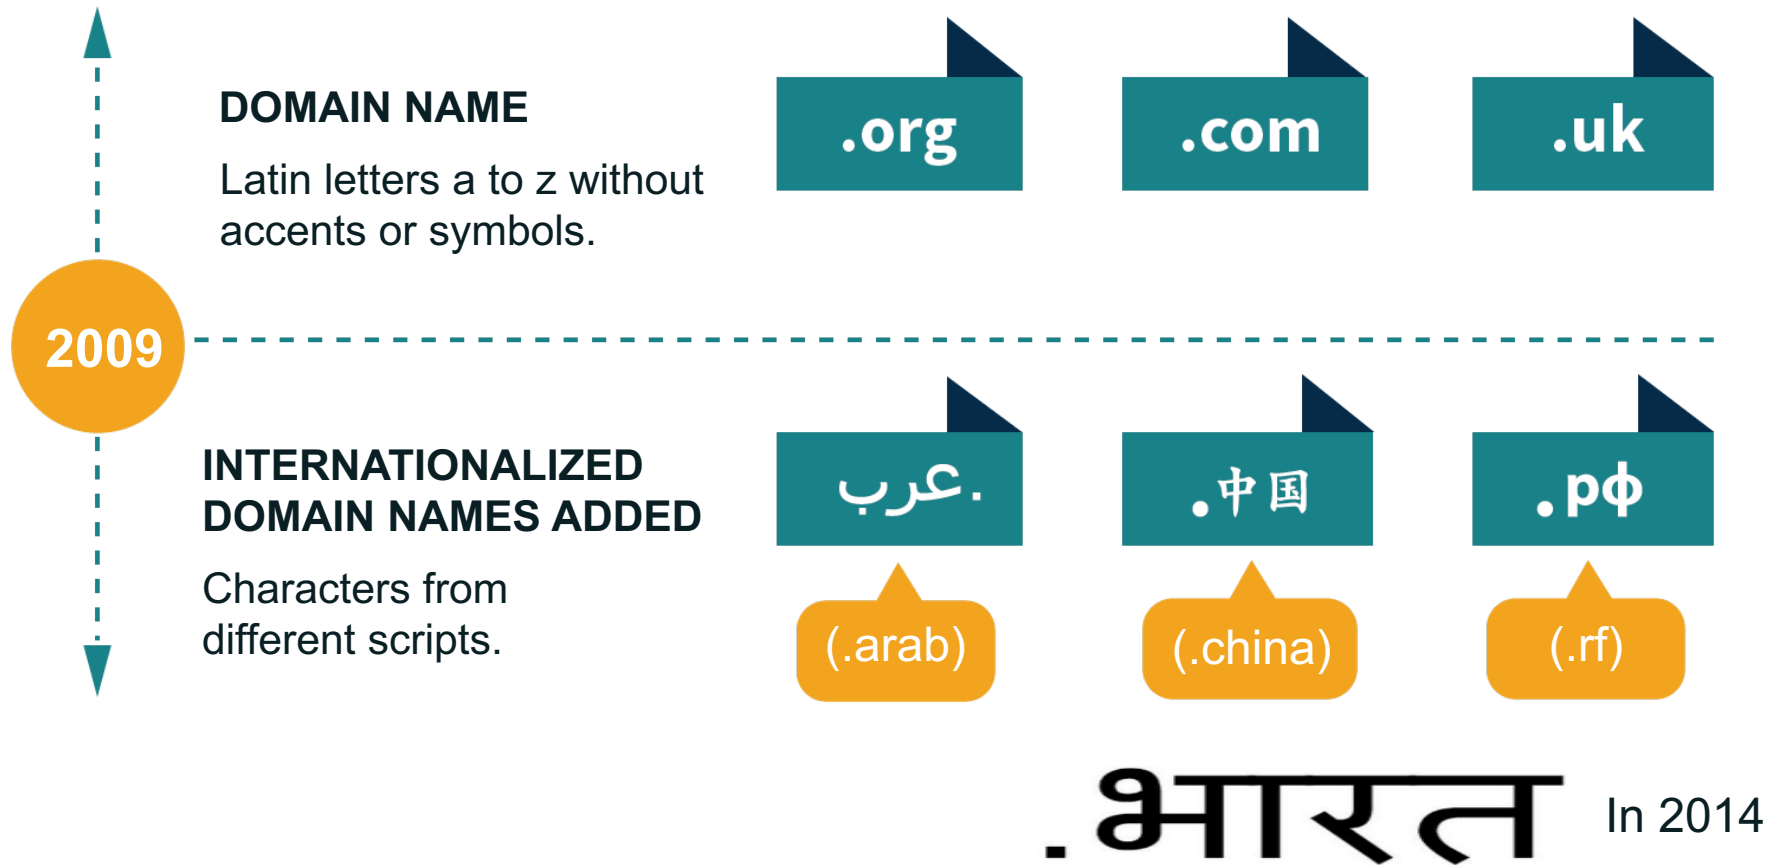 DOMAIN NAME
Latin letters a to z without
accents or symbols.
.org
.com
.uk
2009
INTERNATIONALIZED
DOMAIN NAMES ADDED
Characters from
different scripts.
.عرب
.中国
.рф
(.arab)
(.china)
(.rf)
.भारत
In 2014